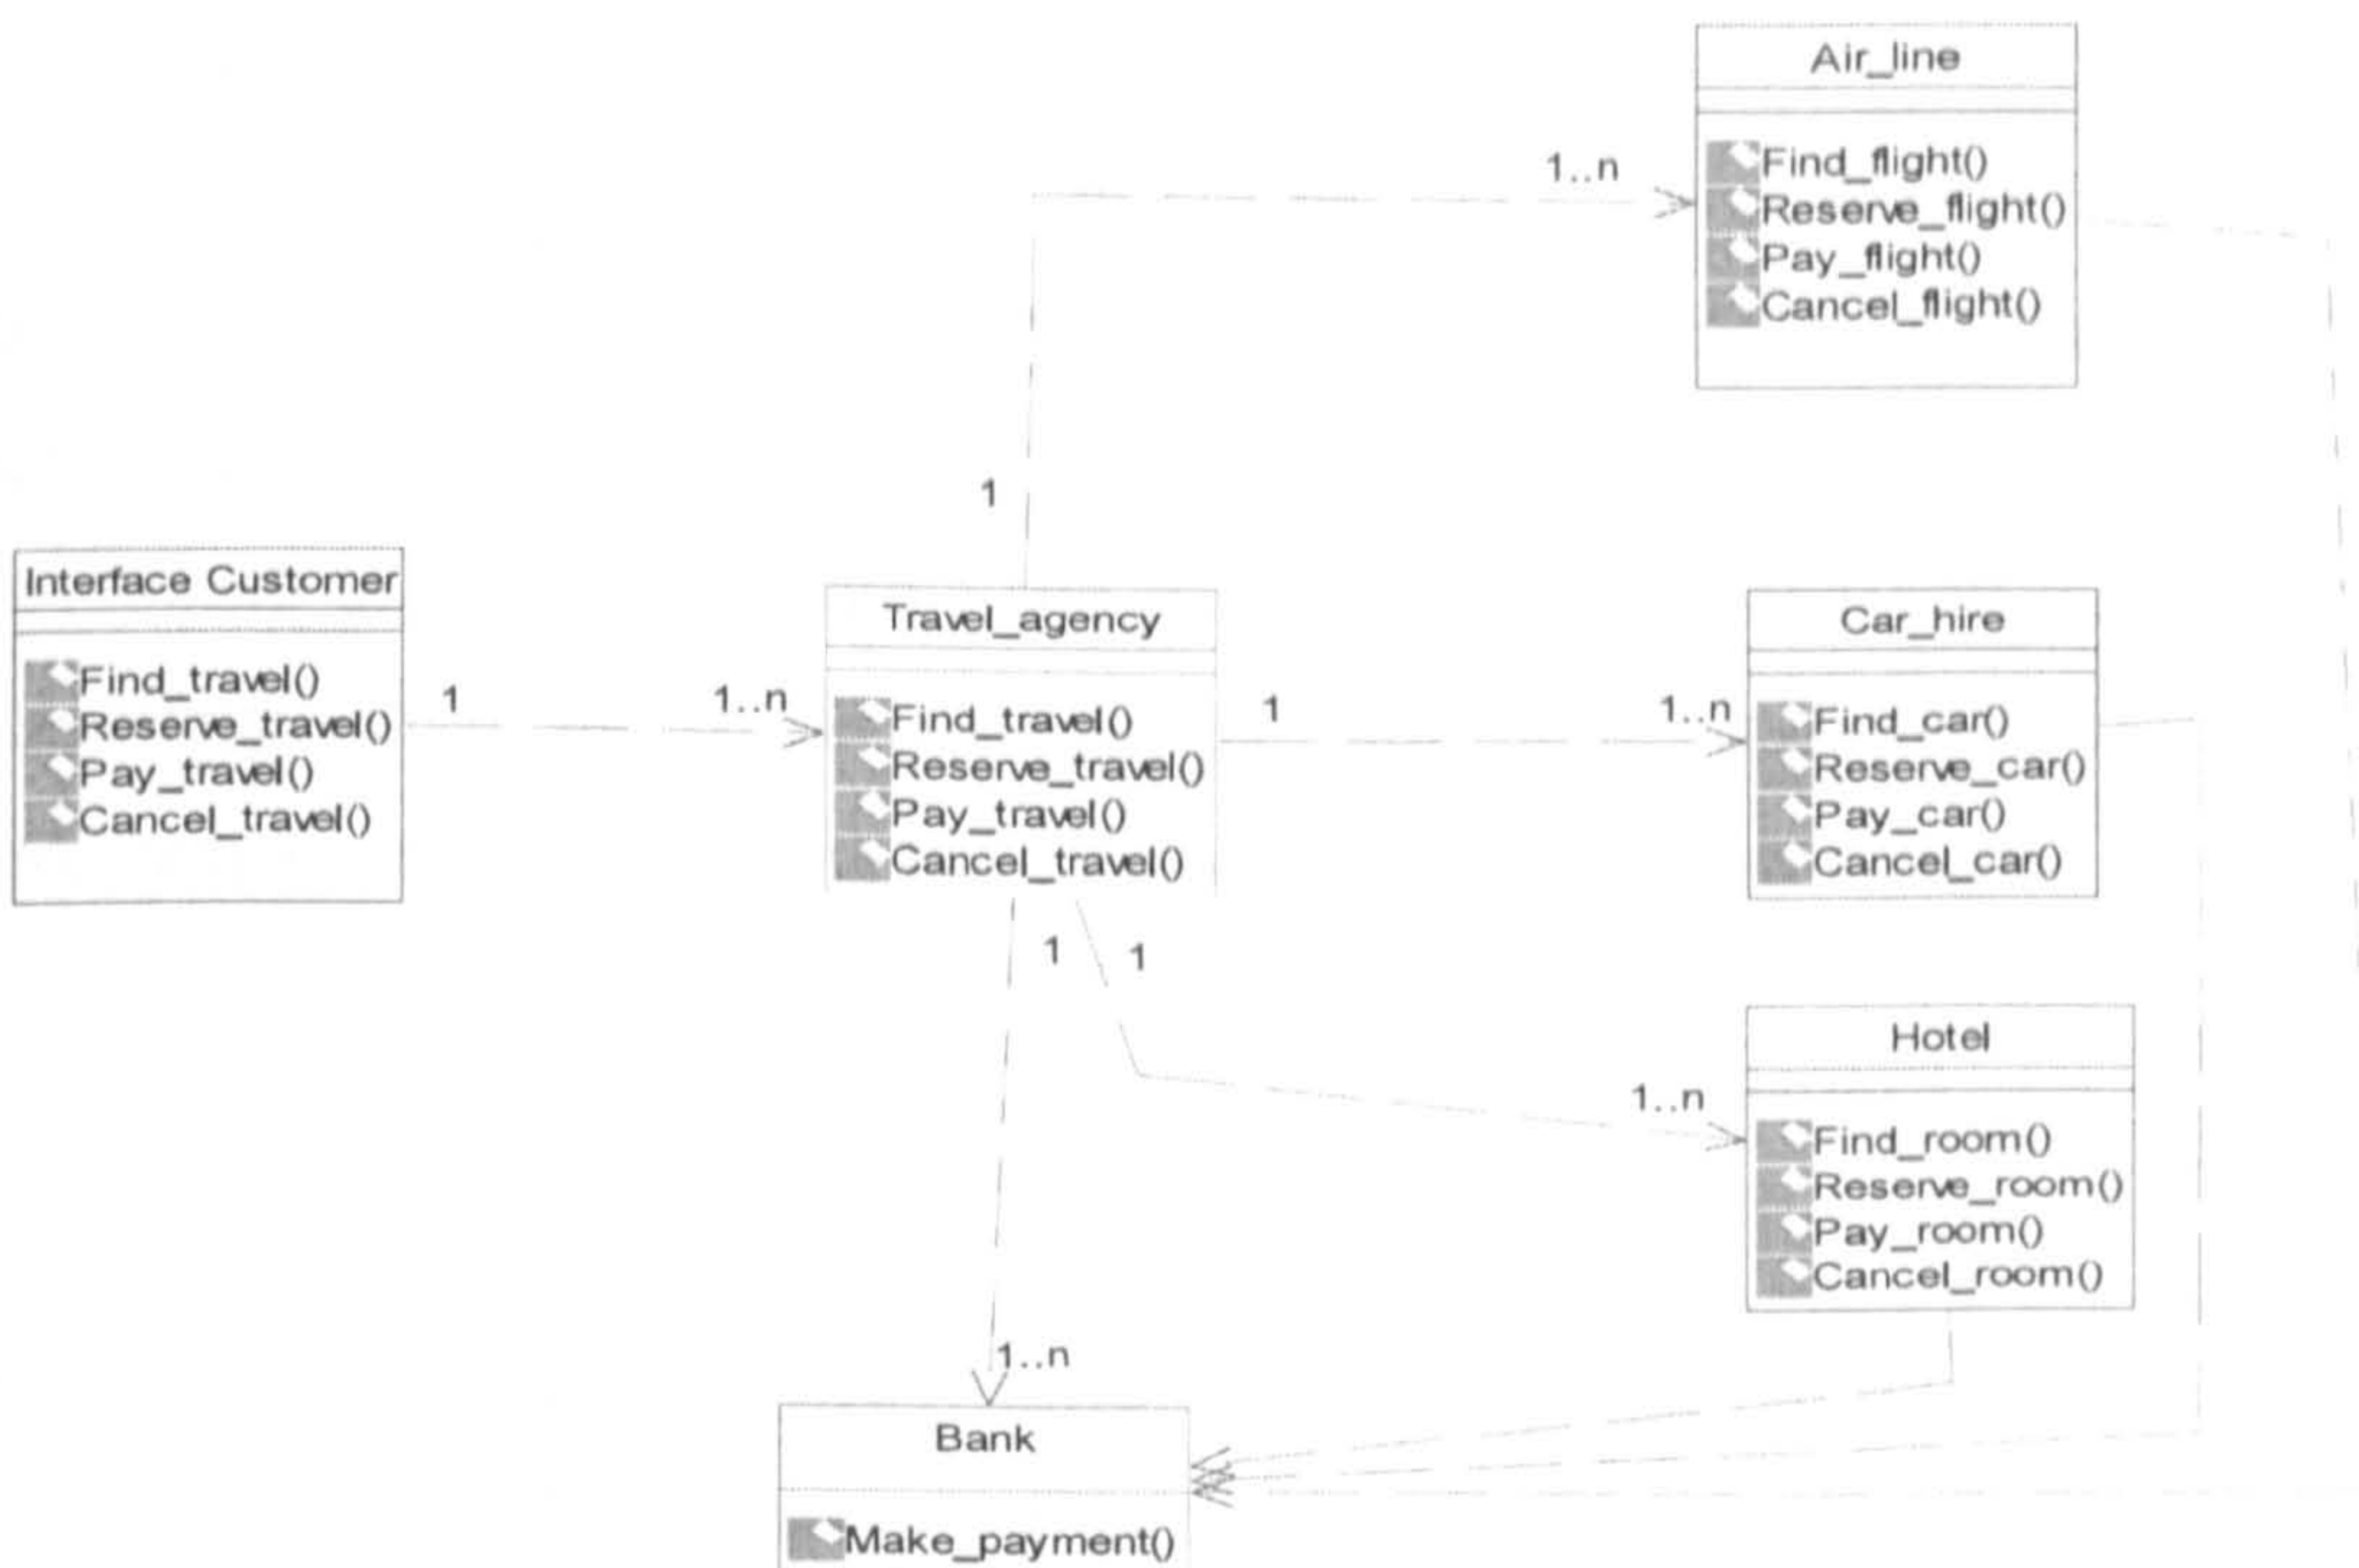 Air_line
Find_flight()
Reserve_flight()
Pay_flight()
Cancel_flight()
1..n
1
Interface Customer
Find_travel()
Reserve_travel()
Pay_travel()
Cancel_travel()
1
1..n
Travel_agency
Find_travel()
Reserve_travel()
Pay_travel()
Cancel_travel()
1
1..n
Car_hire
Find_car()
Reserve_car()
Pay_car()
Cancel_car()
1
1
1..n
Hotel
Find_room()
Reserve_room()
Pay_room()
Cancel_room()
1..n
Bank
Make_payment()